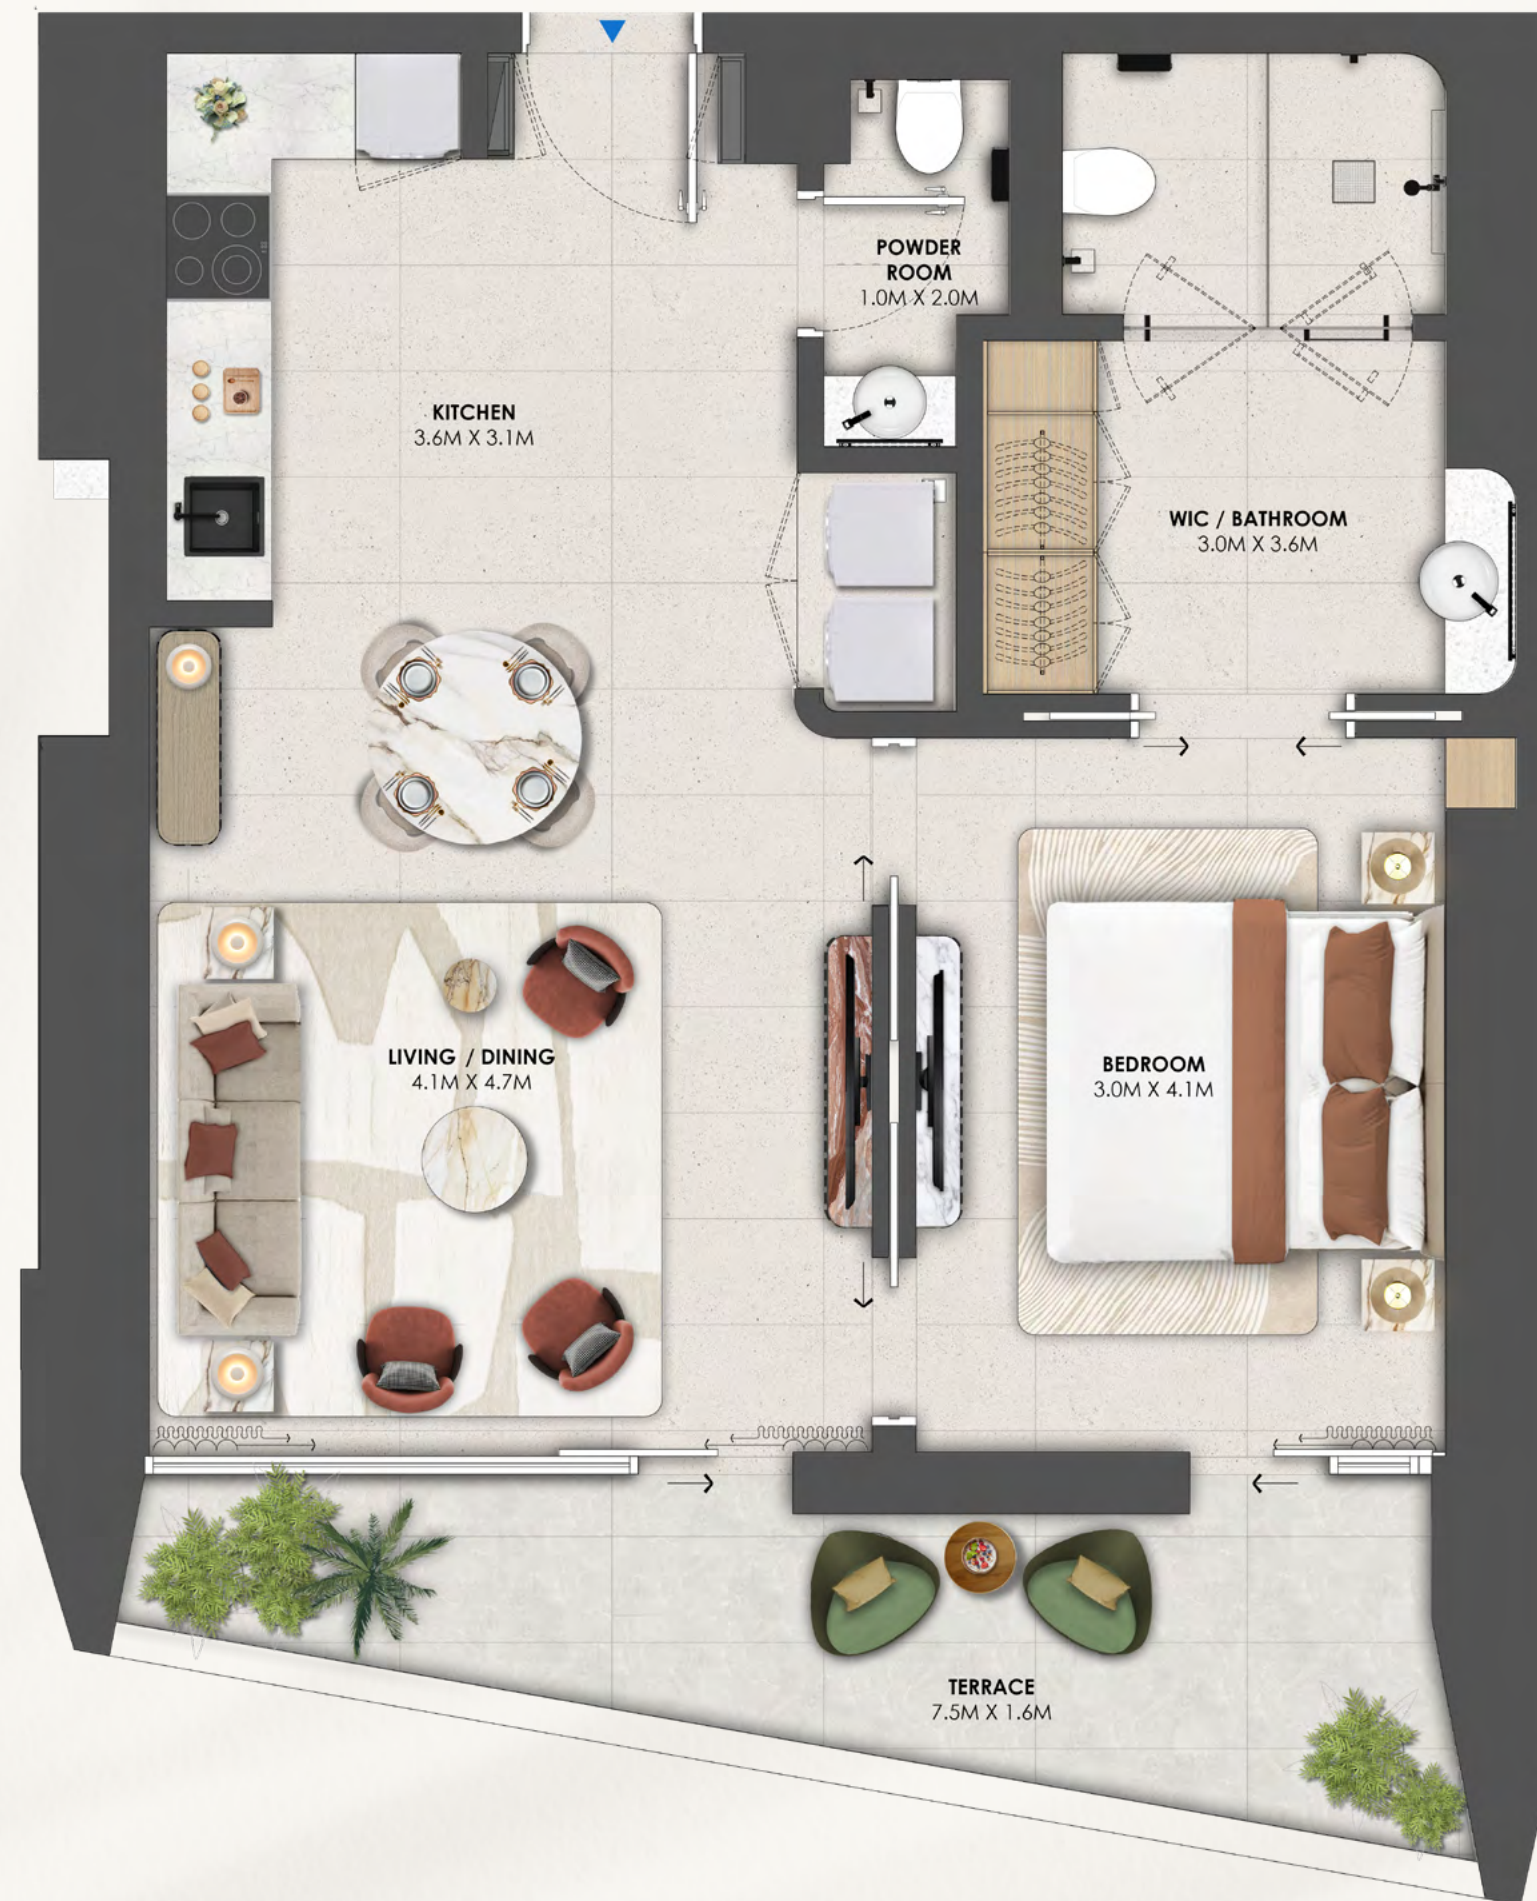 POWDER
ROOM
1.0M X 2.0M
KITCHEN
3.6M X 3.1M
WIC / BATHROOM
3.0M X 3.6M
LIVING / DINING
4.1M X 4.7M
BEDROOM
3.0M X 4.1M
TERRACE
7.5M X 1.6M